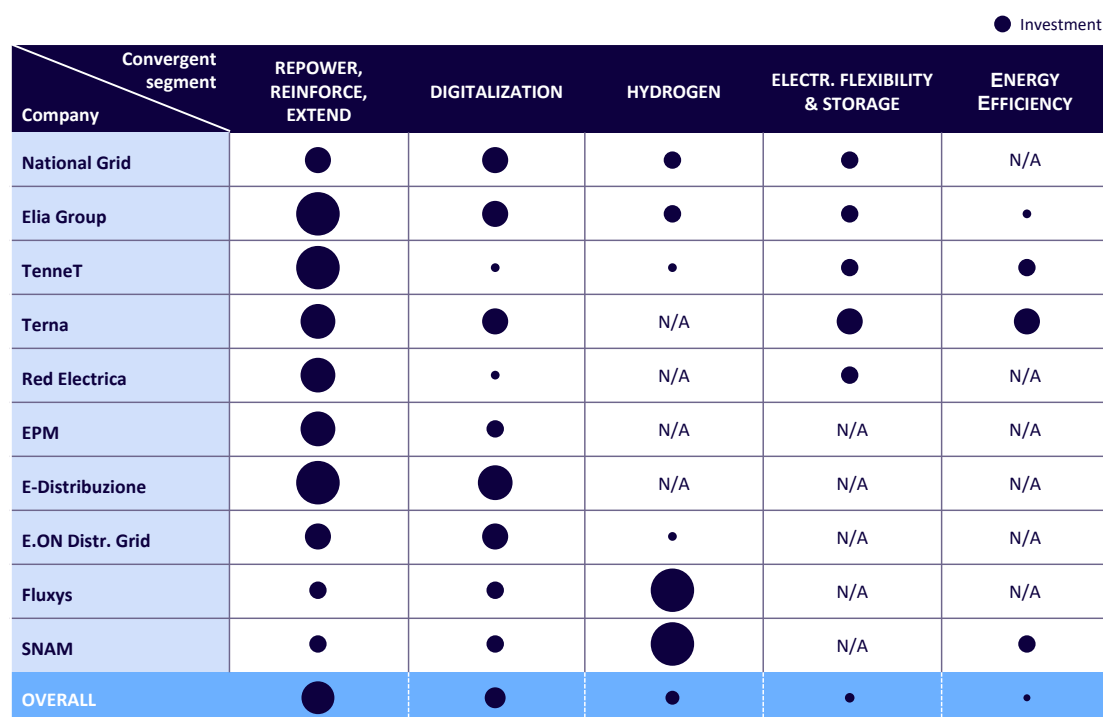 Investment
Convergent
segment
Company
REPOWER,
REINFORCE,
EXTEND
DIGITALIZATION
HYDROGEN
ELECTR. FLEXIBILITY
& STORAGE
ENERGY
EFFICIENCY
National Grid
N/A
Elia Group
TenneT
Terna
N/A
Red Electrica
N/A
N/A
EPM
N/A
N/A
N/A
E-Distribuzione
N/A
N/A
N/A
E.ON Distr. Grid
N/A
N/A
Fluxys
N/A
N/A
SNAM
N/A
OVERALL